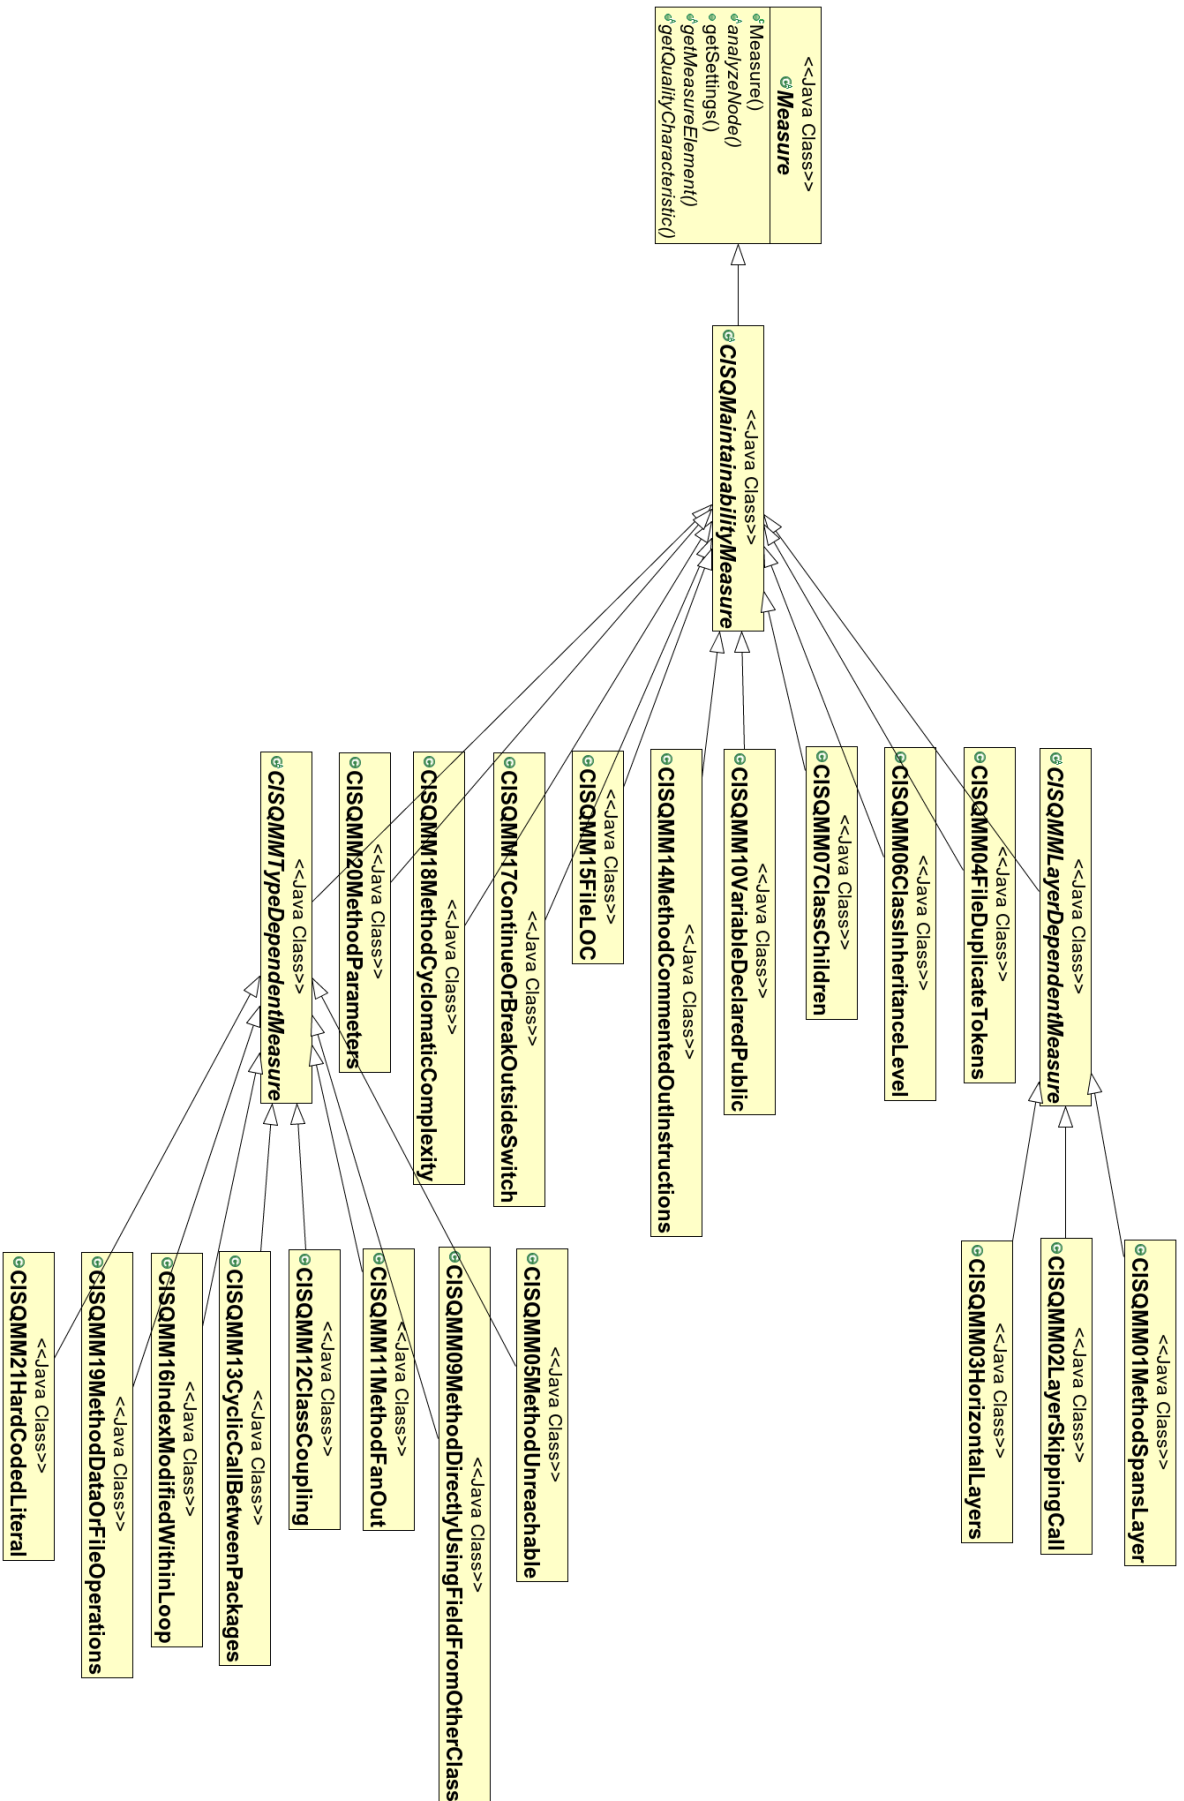 <<Java Class>>
Measure
Measure()
analyzeNode()
getSettings()
getMeasureElement()
getQualityCharacteristic()
<<Java Class>>
CISQMaintainabilityMeasure
<<Java Class>>
CISQMMLayerDependentMeasure
<<Java Class>>
CISQMM04FileDuplicateTokens
<<Java Class>>
CISQMM06ClassInheritanceLevel
<<Java Class>>
CISQMM07ClassChildren
<<Java Class>>
CISQMM10VariableDeclaredPublic
<<Java Class>>
CISQMM14MethodCommentedOutInstructions
<<Java Class>>
CISQMM15FileLOC
<<Java Class>>
CISQMM17ContinueOrBreakOutsideSwitch
<<Java Class>>
CISQMM18MethodCyclomaticComplexity
<<Java Class>>
CISQMM20MethodParameters
<<Java Class>>
CISQMMTypeDependentMeasure
<<Java Class>>
CISQMM01MethodSpansLayer
<<Java Class>>
CISQMM02LayerSkippingCall
<<Java Class>>
CISQMM03HorizontalLayers
<<Java Class>>
CISQMM05MethodUnreachable
<<Java Class>>
CISQMM09MethodDirectlyUsingFieldFromOtherClass
<<Java Class>>
CISQMM11MethodFanOut
<<Java Class>>
CISQMM12ClassCoupling
<<Java Class>>
CISQMM13CyclicCallBetweenPackages
<<Java Class>>
CISQMM16IndexModifiedWithinLoop
<<Java Class>>
CISQMM19MethodDataOrFileOperations
<<Java Class>>
CISQMM21HardCodedLiteral